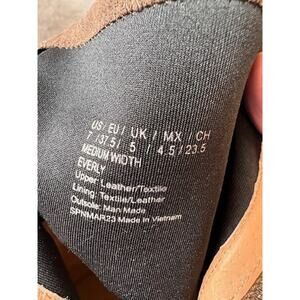 US / EU / UK / MX / CH
7 / 37.5 / 5 / 4.5 / 23.5
MEDIUM WIDTH
EVERLY
Upper: Leather/Textile
Lining: Textile/Leather
Outsole: Man Made
SPNMAR23 Made in Vietnam